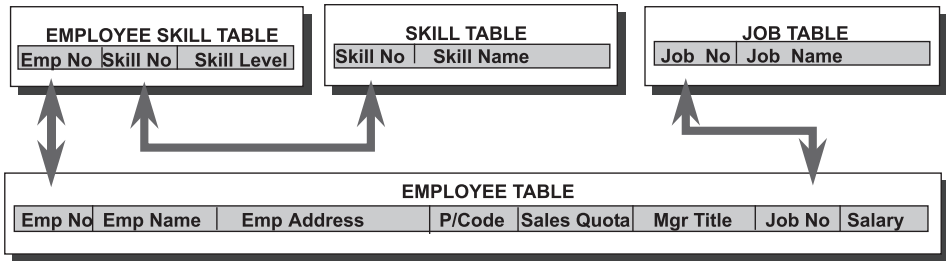 EMPLOYEE SKILL TABLE
Emp No Skill No Skill Level
SKILL TABLE
Skill No Skill Name
JOB TABLE
Job No Job Name
EMPLOYEE TABLE
Emp No Emp Name Emp Address P/Code Sales Quota Mgr Title Job No Salary